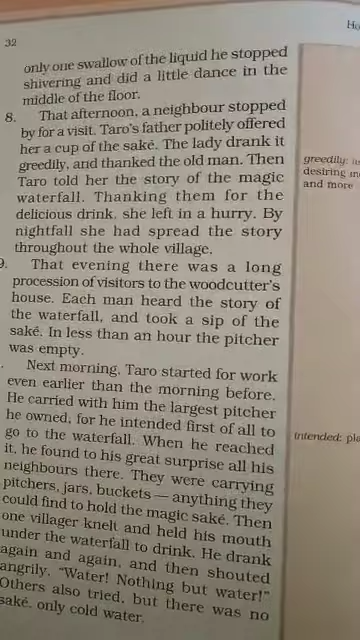 32
Ho
only one swallow of the liquid he stopped
shivering and did a little dance in the
middle of the floor.
8. That afternoon, a neighbour stopped
by for a visit. Taro's father politely offered
her a cup of the saké. The lady drank it
greedily, and thanked the old man. Then
Taro told her the story of the magic
waterfall. Thanking them for the
delicious drink, she left in a hurry. By
nightfall she had spread the story
throughout the whole village.
9. That evening there was a long
procession of visitors to the woodcutter's
house. Each man heard the story of
the waterfall, and took a sip of the
saké. In less than an hour the pitcher
was empty.
. Next morning, Taro started for work
even earlier than the morning before.
He carried with him the largest pitcher
he owned, for he intended first of all to
go to the waterfall. When he reached
it, he found to his great surprise all his
neighbours there. They were carrying
pitchers, jars, buckets — anything they
could find to hold the magic saké. Then
one villager knelt and held his mouth
under the waterfall to drink. He drank
again and again, and then shouted
angrily, “Water! Nothing but water!”
Others also tried, but there was no
saké, only cold water.
greedily:
desiring
and more
intended: